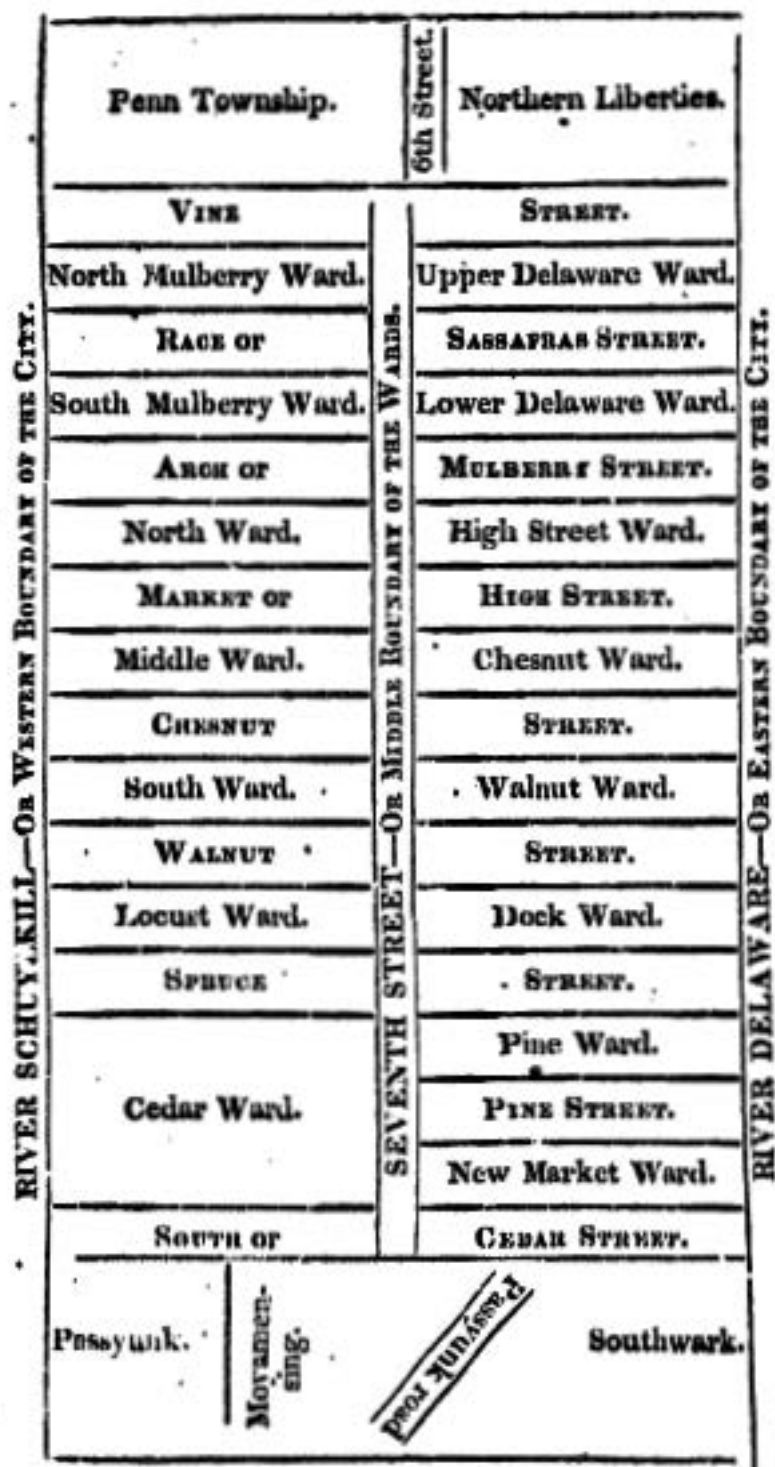 Penn Township.
6th Street.
Northern Liberties.
VINE STREET.
North Mulberry Ward.
Upper Delaware Ward.
RACE OR SASSAFRAS STREET.
South Mulberry Ward.
Lower Delaware Ward.
ARCH OR MULBERRY STREET.
North Ward.
High Street Ward.
MARKET OR HIGH STREET.
Middle Ward.
Chesnut Ward.
CHESNUT STREET.
South Ward.
Walnut Ward.
WALNUT STREET.
Locust Ward.
Dock Ward.
SPRUCE STREET.
Cedar Ward.
Pine Ward.
PINE STREET.
New Market Ward.
SOUTH OR CEDAR STREET.
Passyunk.
Moyamen-
sing
Passyunk road
Southwark.
RIVER SCHUYLKILL—OR WESTERN BOUNDARY OF THE CITY.
SEVENTH STREET—OR MIDDLE BOUNDARY OF THE WARDS.
RIVER DELAWARE—OR EASTERN BOUNDARY OF THE CITY.